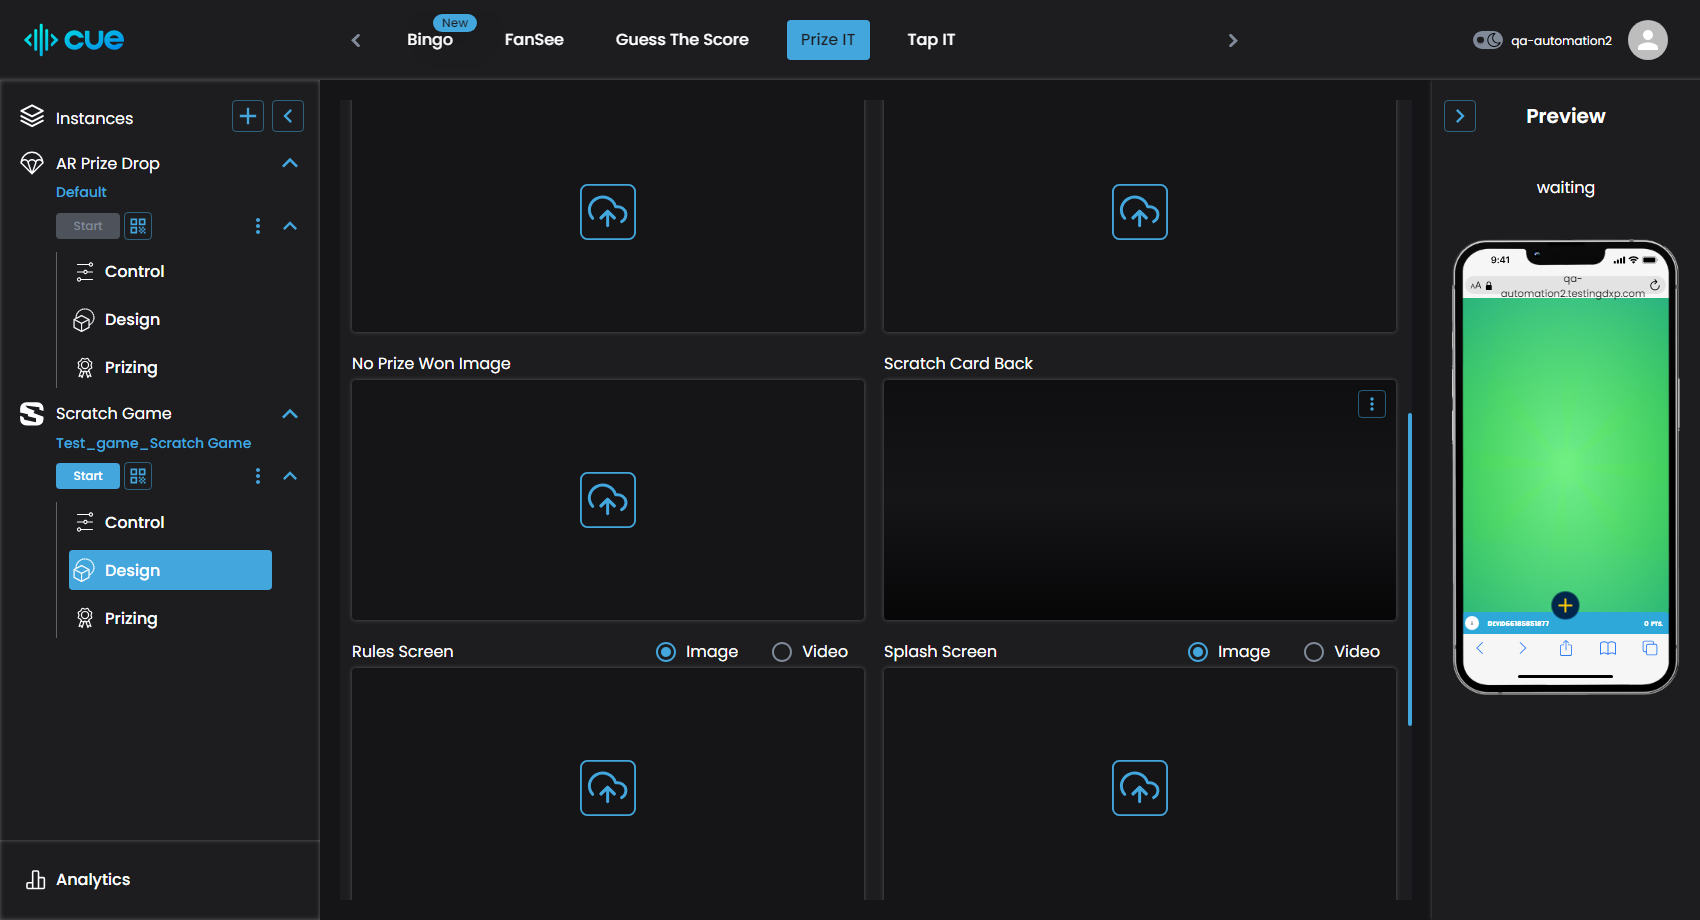 cue
New
Bingo
FanSee
Guess The Score
Prize IT
Tap IT
qa-automation2
Instances
AR Prize Drop
Default
Start
Control
Design
Prizing
Scratch Game
Test_game_Scratch Game
Start
Control
Design
Prizing
Analytics
No Prize Won Image
Scratch Card Back
Rules Screen
Image
Video
Splash Screen
Image
Video
Preview
waiting
9:41
AA
qa-
automation2.testingdxp.com
0 PTS.